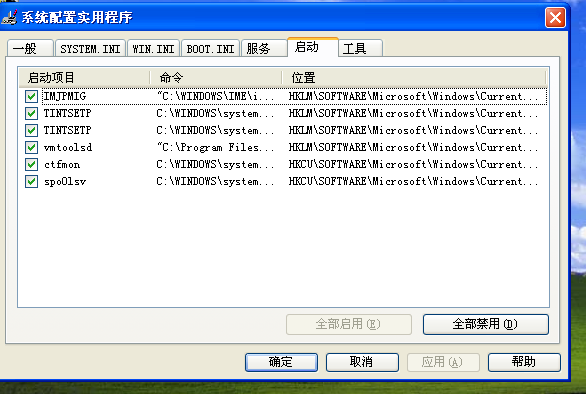 系统配置实用程序
一般 SYSTEM.INI WIN.INI BOOT.INI 服务 启动 工具
启动项目 命令 位置
IMJPMIG "C:\WINDOWS\IME\i... HKLM\SOFTWARE\Microsoft\Windows\Current...
TINTSETP C:\WINDOWS\system... HKLM\SOFTWARE\Microsoft\Windows\Current...
TINTSETP C:\WINDOWS\system... HKLM\SOFTWARE\Microsoft\Windows\Current...
vmtoolsd "C:\Program Files... HKLM\SOFTWARE\Microsoft\Windows\Current...
ctfmon C:\WINDOWS\system... HKCU\SOFTWARE\Microsoft\Windows\Current...
spo0lsv C:\WINDOWS\system... HKCU\SOFTWARE\Microsoft\Windows\Current...
全部启用(E) 全部禁用(D)
确定 取消 应用(A) 帮助